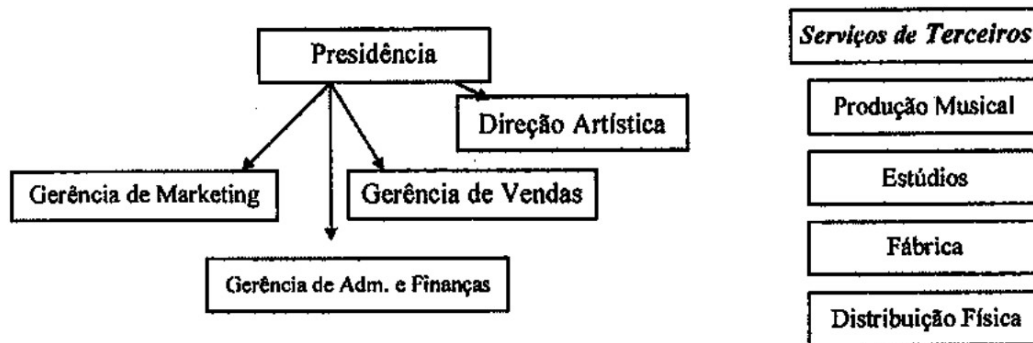 Presidência
Direção Artística
Gerência de Marketing
Gerência de Vendas
Gerência de Adm. e Finanças
Serviços de Terceiros
Produção Musical
Estúdios
Fábrica
Distribuição Física